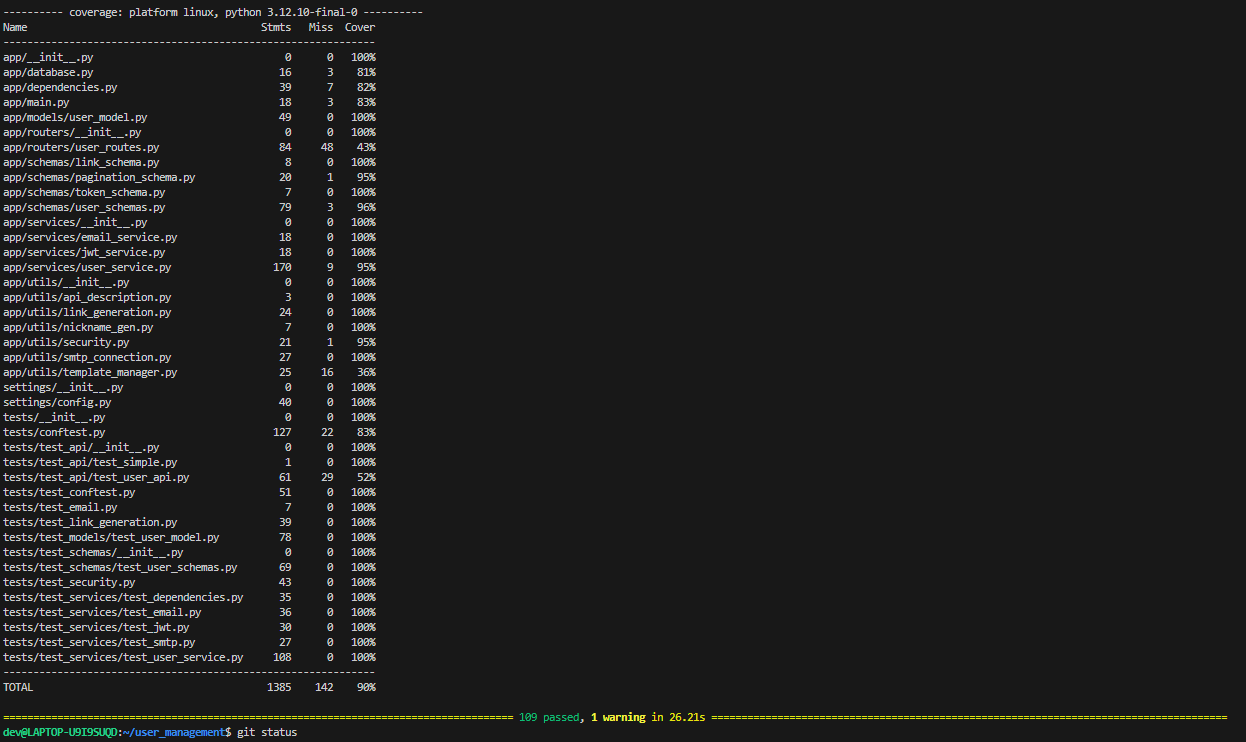 ---------- coverage: platform linux, python 3.12.10-final-0 ----------
Name                                       Stmts   Miss  Cover
--------------------------------------------------------------
app/__init__.py                                0      0   100%
app/database.py                               16      3    81%
app/dependencies.py                           39      7    82%
app/main.py                                   18      3    83%
app/models/user_model.py                      49      0   100%
app/routers/__init__.py                        0      0   100%
app/routers/user_routes.py                    84     48    43%
app/schemas/link_schema.py                     8      0   100%
app/schemas/pagination_schema.py              20      1    95%
app/schemas/token_schema.py                    7      0   100%
app/schemas/user_schemas.py                   79      3    96%
app/services/__init__.py                       0      0   100%
app/services/email_service.py                 18      0   100%
app/services/jwt_service.py                   18      0   100%
app/services/user_service.py                 170      9    95%
app/utils/__init__.py                          0      0   100%
app/utils/api_description.py                   3      0   100%
app/utils/link_generation.py                  24      0   100%
app/utils/nickname_gen.py                      7      0   100%
app/utils/security.py                         21      1    95%
app/utils/smtp_connection.py                  27      0   100%
app/utils/template_manager.py                 25     16    36%
settings/__init__.py                           0      0   100%
settings/config.py                            40      0   100%
tests/__init__.py                              0      0   100%
tests/conftest.py                            127     22    83%
tests/test_api/__init__.py                     0      0   100%
tests/test_api/test_simple.py                  1      0   100%
tests/test_api/test_user_api.py               61     29    52%
tests/test_conftest.py                        51      0   100%
tests/test_email.py                            7      0   100%
tests/test_link_generation.py                 39      0   100%
tests/test_models/test_user_model.py          78      0   100%
tests/test_schemas/__init__.py                 0      0   100%
tests/test_schemas/test_user_schemas.py       69      0   100%
tests/test_security.py                        43      0   100%
tests/test_services/test_dependencies.py      35      0   100%
tests/test_services/test_email.py             36      0   100%
tests/test_services/test_jwt.py               30      0   100%
tests/test_services/test_smtp.py              27      0   100%
tests/test_services/test_user_service.py     108      0   100%
--------------------------------------------------------------
TOTAL                                       1385    142    90%
===================================================================================== 109 passed, 1 warning in 26.21s ======================================================================================
dev@LAPTOP-U9I9SUQD:~/user_management$ git status